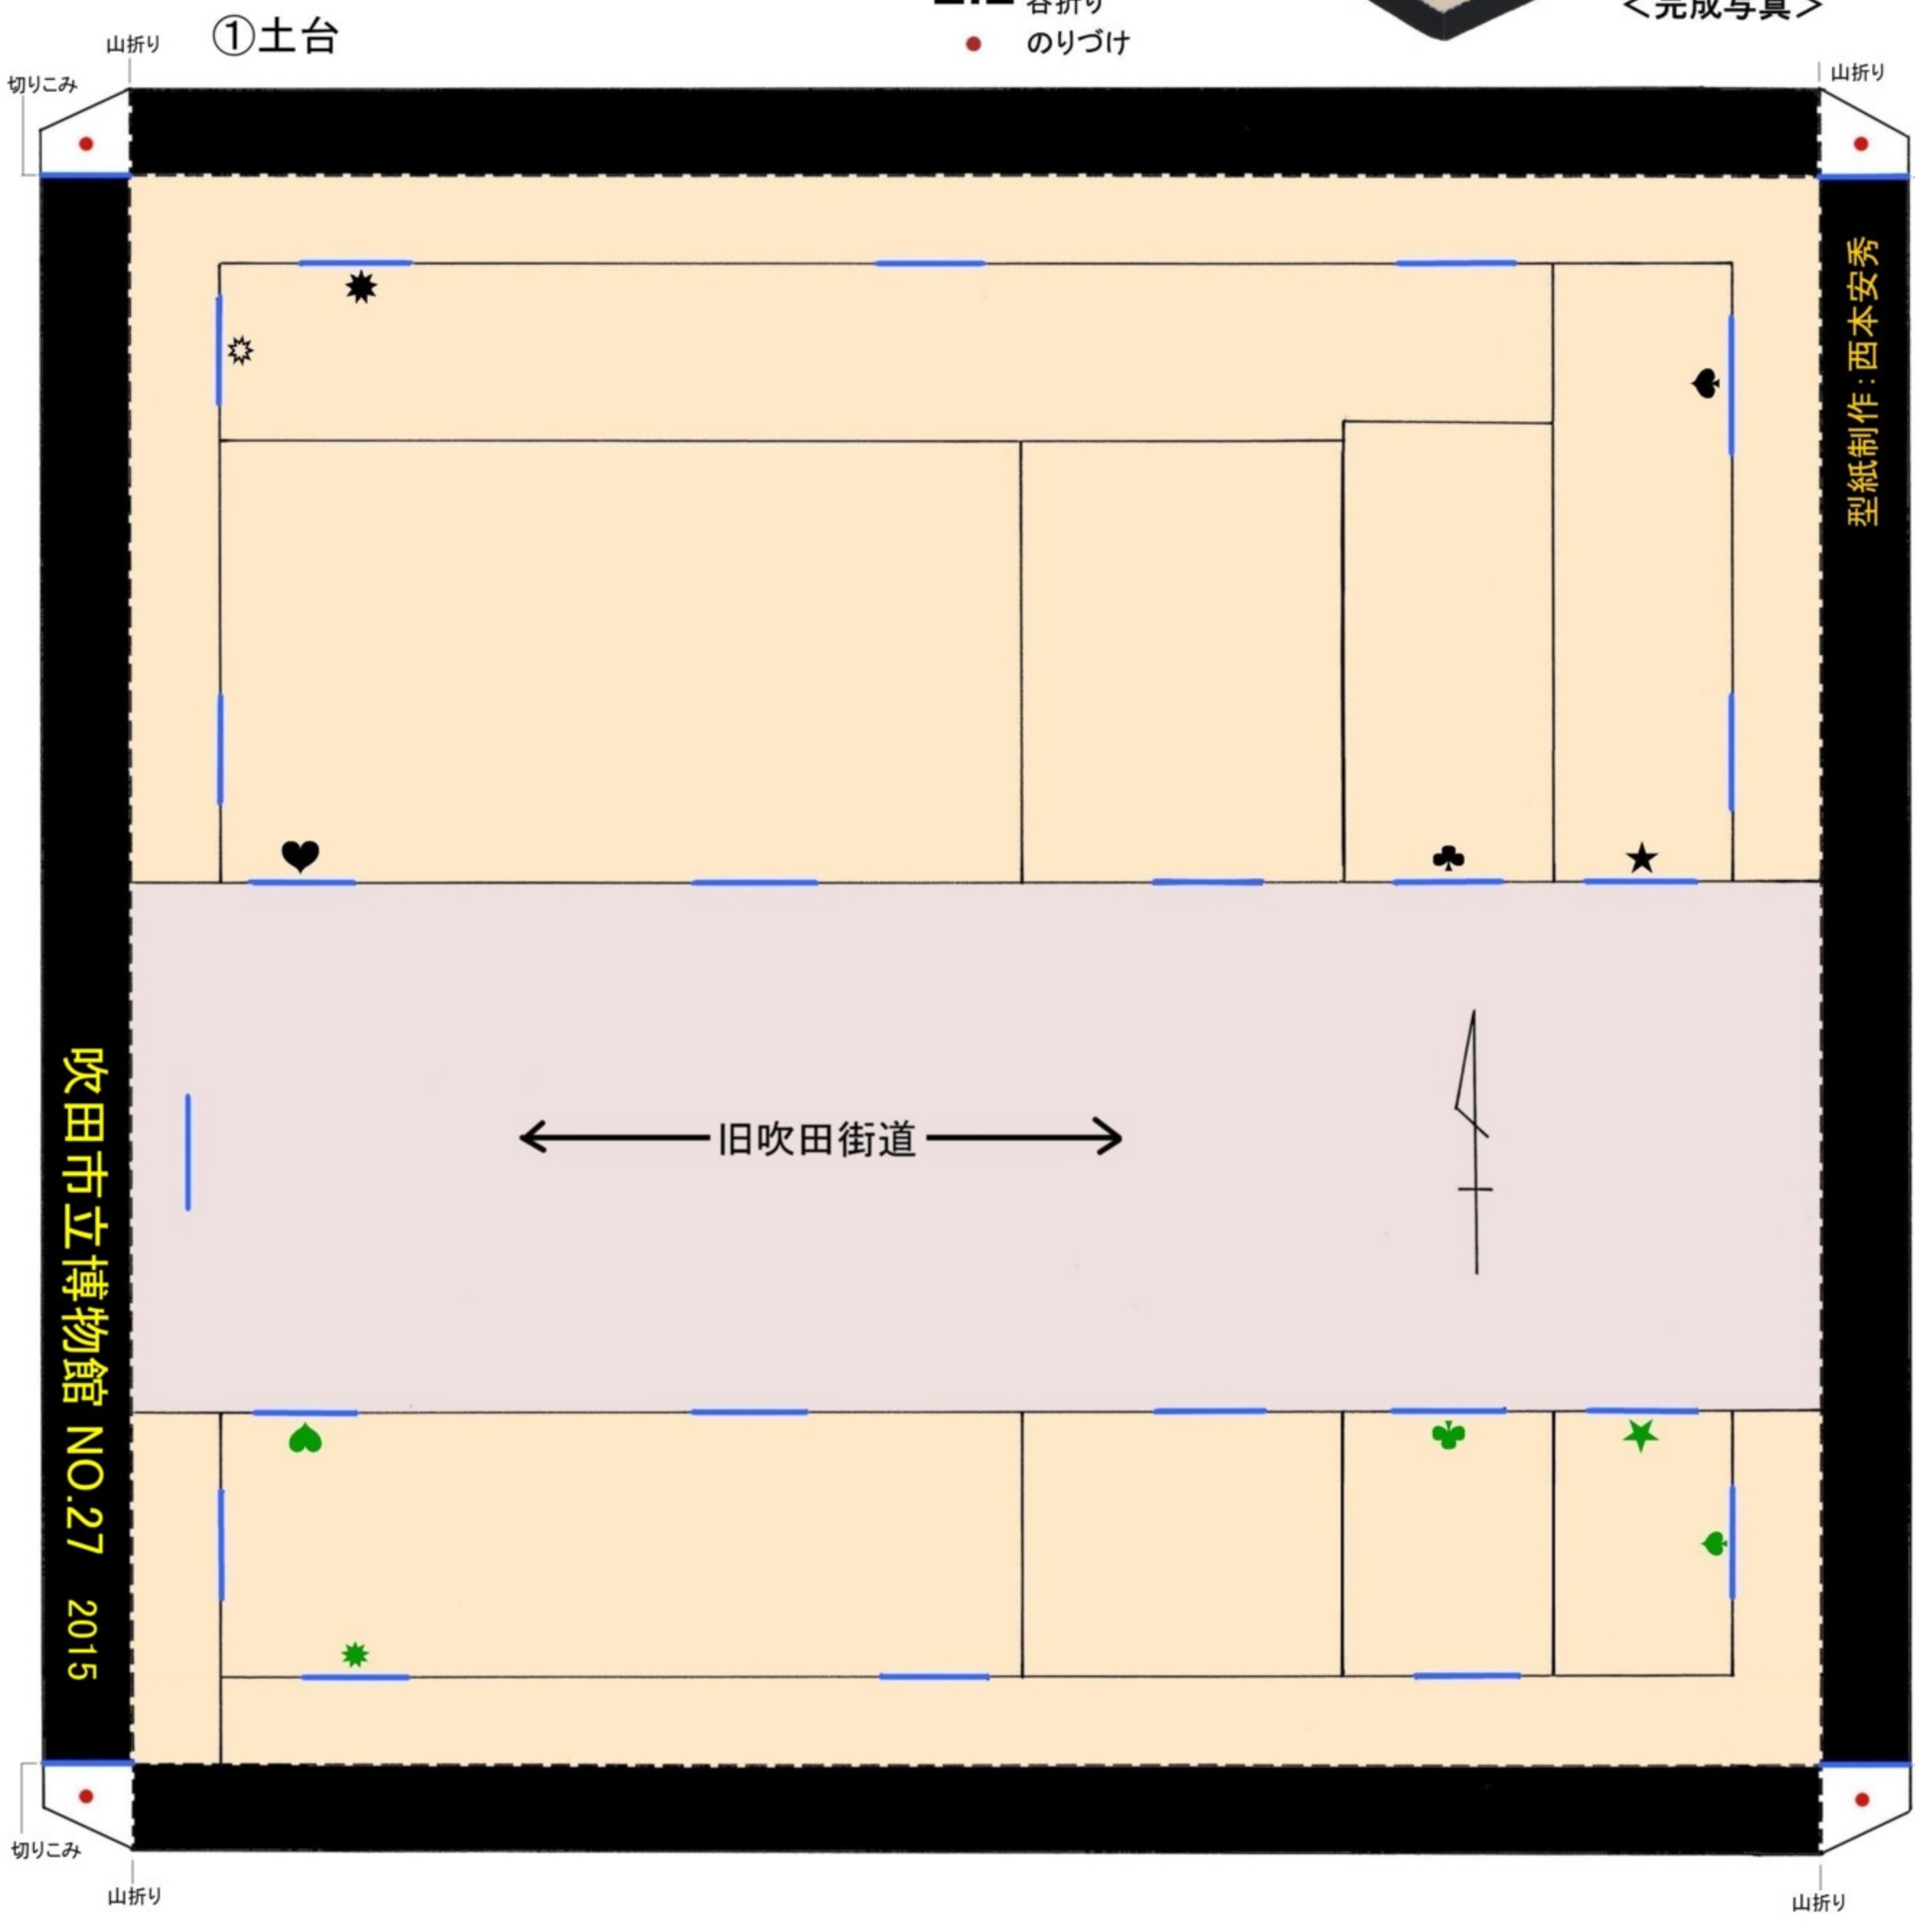 谷折り
のりづけ
<完成写真>
①土台
山折り
山折り
切りこみ
型紙制作:西本安秀
旧吹田街道
吹田市立博物館 NO.27 2015
切りこみ
山折り
山折り